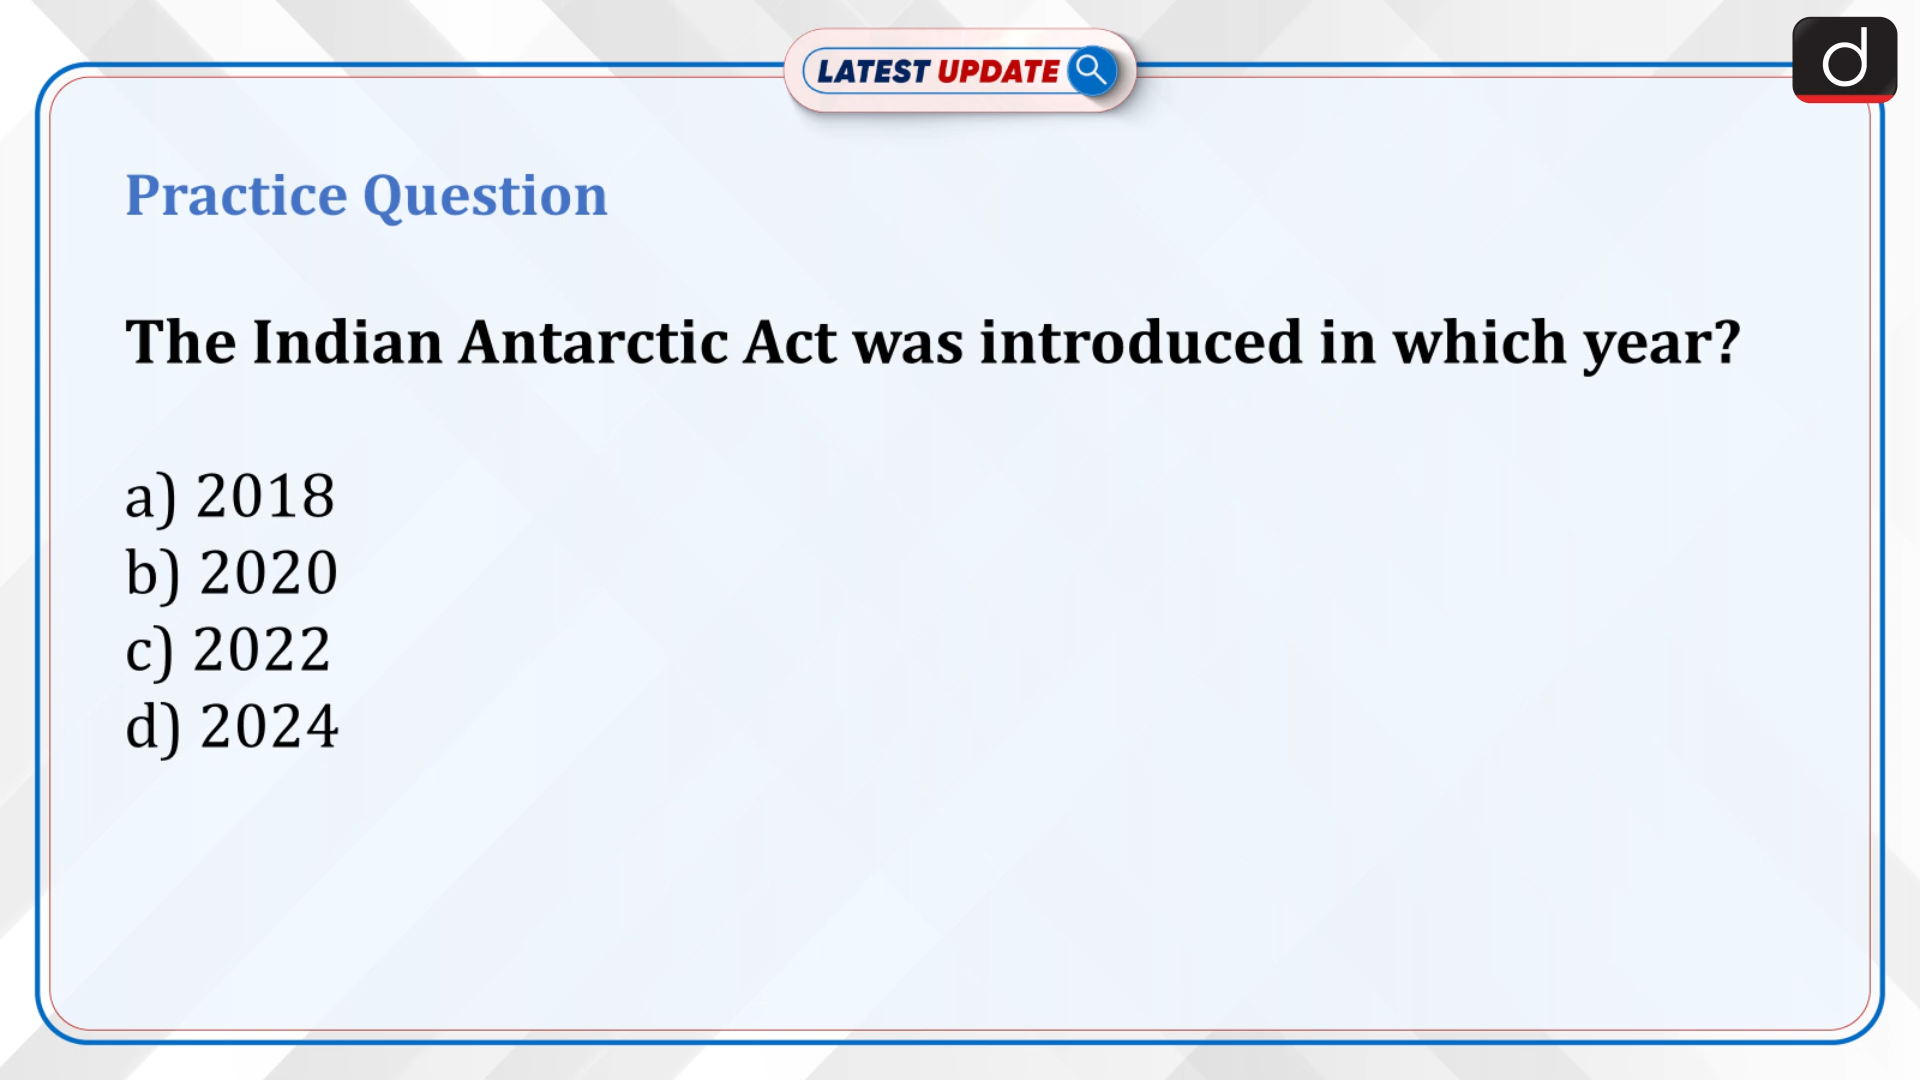 LATEST UPDATE
d
Practice Question
The Indian Antarctic Act was introduced in which year?
a) 2018
b) 2020
c) 2022
d) 2024